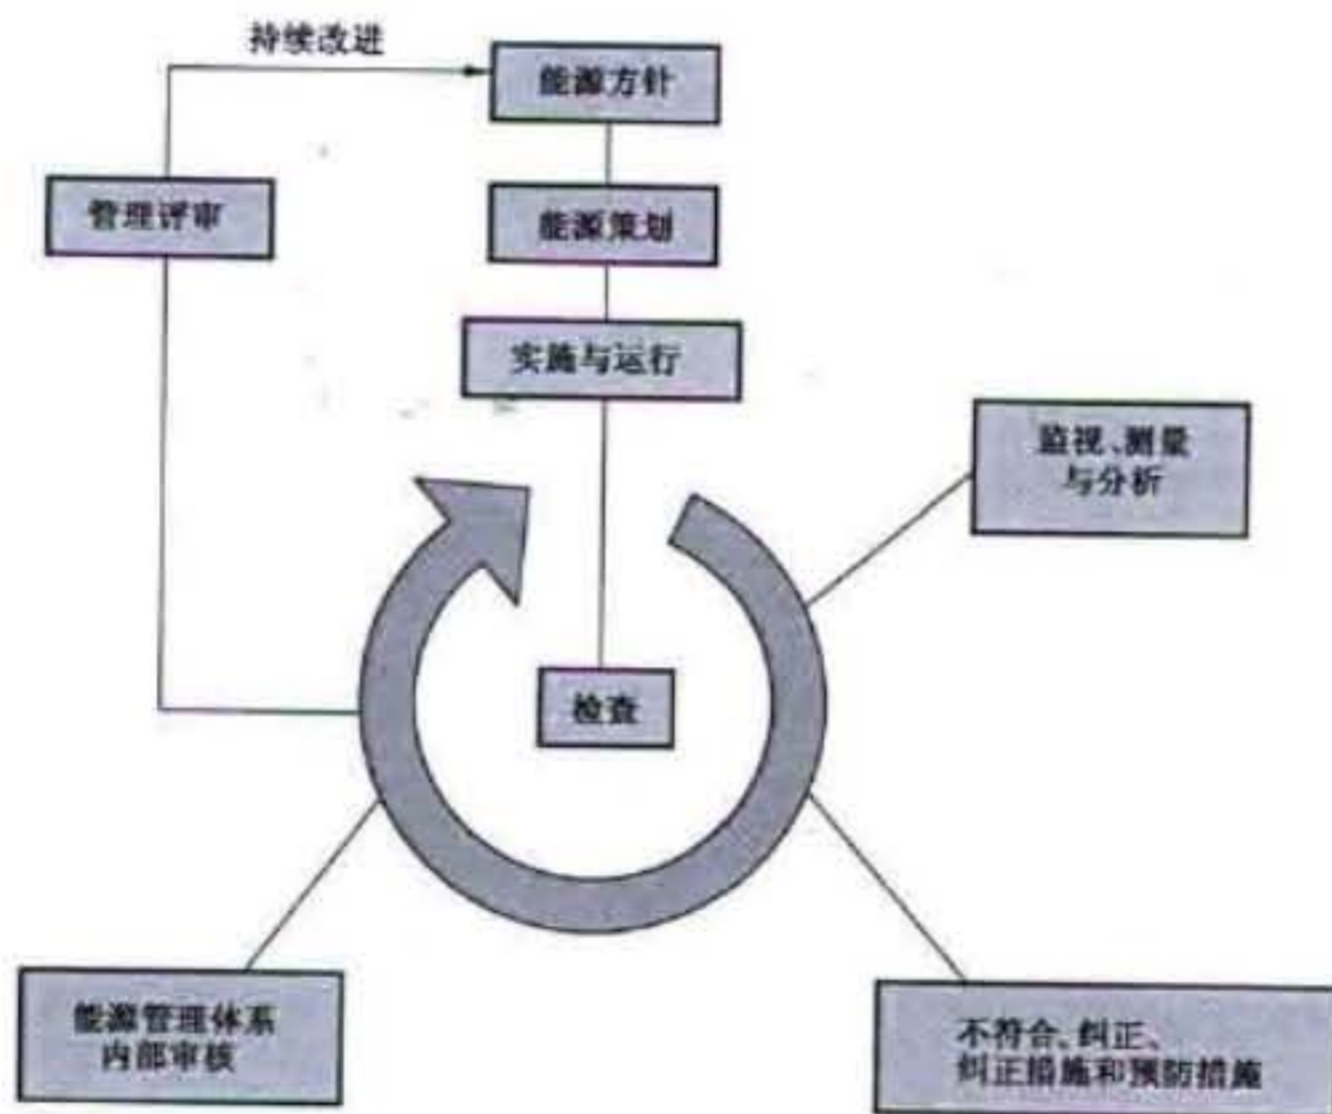 持续改进
能源方针
管理评审
能源策划
实施与运行
监视、测量
与分析
检查
能源管理体系
内部审核
不符合、纠正、
纠正措施和预防措施